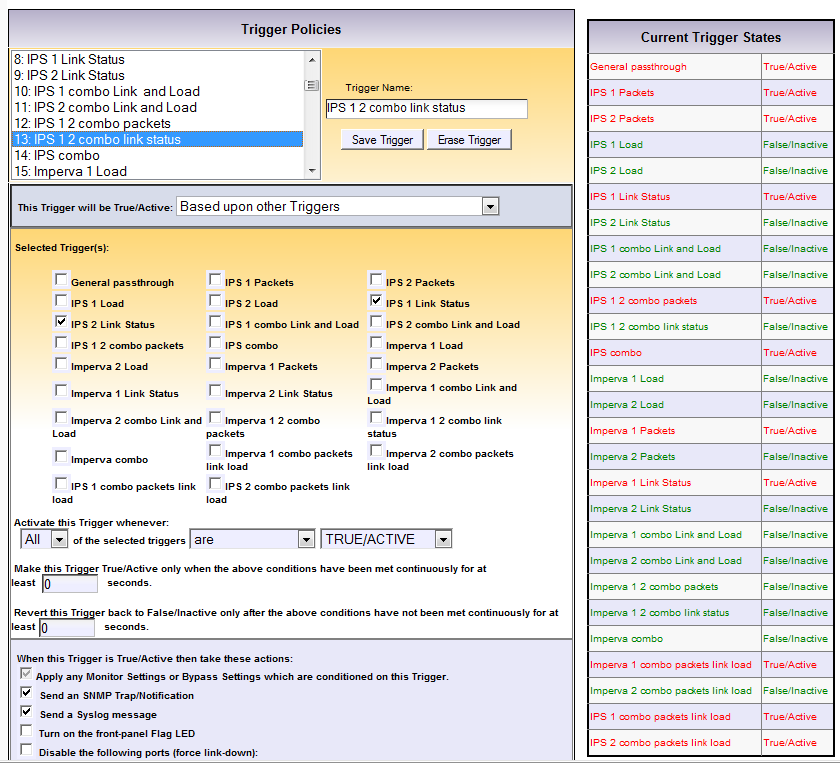 Trigger Policies
8: IPS 1 Link Status
9: IPS 2 Link Status
10: IPS 1 combo Link and Load
11: IPS 2 combo Link and Load
12: IPS 1 2 combo packets
13: IPS 1 2 combo link status
14: IPS combo
15: Imperva 1 Load
Trigger Name:
IPS 1 2 combo link status
Save Trigger Erase Trigger
This Trigger will be True/Active: Based upon other Triggers
Selected Trigger(s):
General passthrough IPS 1 Packets IPS 2 Packets
IPS 1 Load IPS 2 Load IPS 1 Link Status
IPS 2 Link Status IPS 1 combo Link and Load IPS 2 combo Link and Load
IPS 1 2 combo packets IPS combo Imperva 1 Load
Imperva 2 Load Imperva 1 Packets Imperva 2 Packets
Imperva 1 Link Status Imperva 2 Link Status Imperva 1 combo Link and
Load
Imperva 2 combo Link and Imperva 1 2 combo Imperva 1 2 combo link
Load packets status
Imperva combo Imperva 1 combo packets Imperva 2 combo packets
link load link load
IPS 1 combo packets link IPS 2 combo packets link
load load
Activate this Trigger whenever:
All of the selected triggers are TRUE/ACTIVE
Make this Trigger True/Active only when the above conditions have been met continuously for at
least 0 seconds.
Revert this Trigger back to False/Inactive only after the above conditions have not been met continuously for at
least 0 seconds.
When this Trigger is True/Active then take these actions:
Apply any Monitor Settings or Bypass Settings which are conditioned on this Trigger.
Send an SNMP Trap/Notification
Send a Syslog message
Turn on the front-panel Flag LED
Disable the following ports (force link-down):
Current Trigger States
General passthrough True/Active
IPS 1 Packets True/Active
IPS 2 Packets True/Active
IPS 1 Load False/Inactive
IPS 2 Load False/Inactive
IPS 1 Link Status True/Active
IPS 2 Link Status False/Inactive
IPS 1 combo Link and Load False/Inactive
IPS 2 combo Link and Load False/Inactive
IPS 1 2 combo packets True/Active
IPS 1 2 combo link status False/Inactive
IPS combo True/Active
Imperva 1 Load False/Inactive
Imperva 2 Load False/Inactive
Imperva 1 Packets True/Active
Imperva 2 Packets False/Inactive
Imperva 1 Link Status True/Active
Imperva 2 Link Status False/Inactive
Imperva 1 combo Link and Load False/Inactive
Imperva 2 combo Link and Load False/Inactive
Imperva 1 2 combo packets False/Inactive
Imperva 1 2 combo link status False/Inactive
Imperva combo False/Inactive
Imperva 1 combo packets link load True/Active
Imperva 2 combo packets link load False/Inactive
IPS 1 combo packets link load True/Active
IPS 2 combo packets link load True/Active